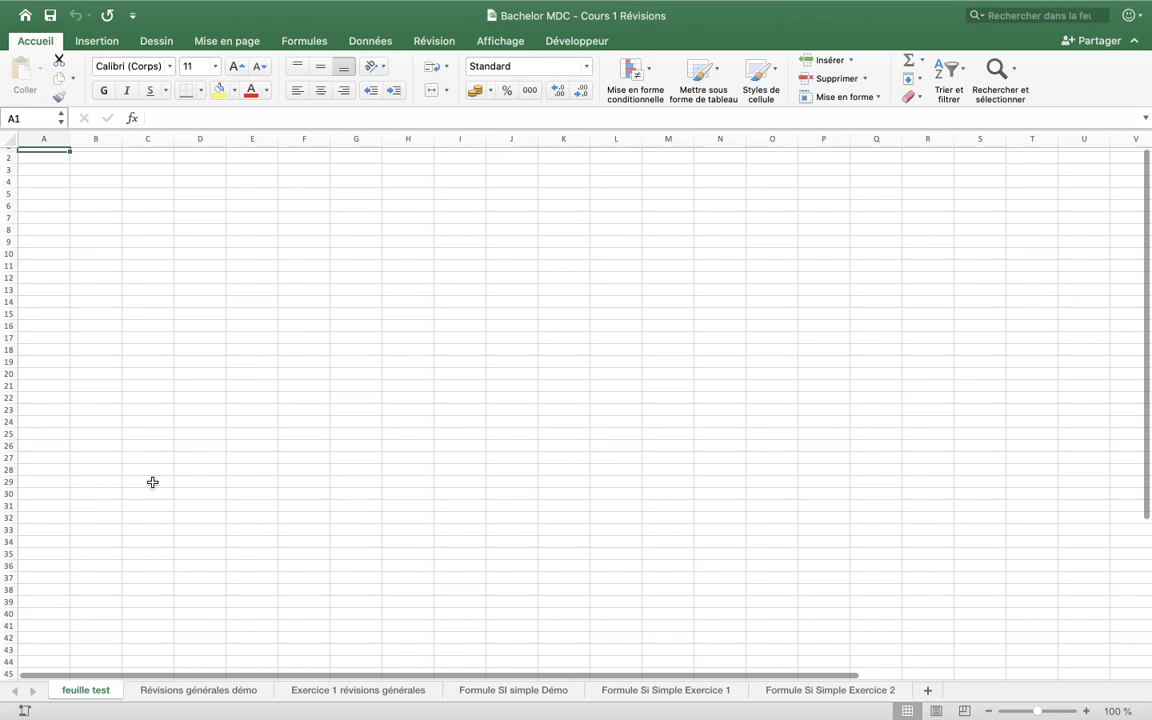 Bachelor MDC - Cours 1 Révisions
Rechercher dans la feu
Accueil Insertion Dessin Mise en page Formules Données Révision Affichage Développeur Partager
Coller
Calibri (Corps) 11
A A
G I S A
Standard
% 000
Mise en forme conditionnelle
Mettre sous forme de tableau
Styles de cellule
Insérer
Supprimer
Mise en forme
Trier et filtrer
Rechercher et sélectionner
A1 fx
A B C D E F G H I J K L M N O P Q R S T U V
2
3
4
5
6
7
8
9
10
11
12
13
14
15
16
17
18
19
20
21
22
23
24
25
26
27
28
29
30
31
32
33
34
35
36
37
38
39
40
41
42
43
44
45
feuille test Révisions générales démo Exercice 1 révisions générales Formule SI simple Démo Formule Si Simple Exercice 1 Formule Si Simple Exercice 2
100 %